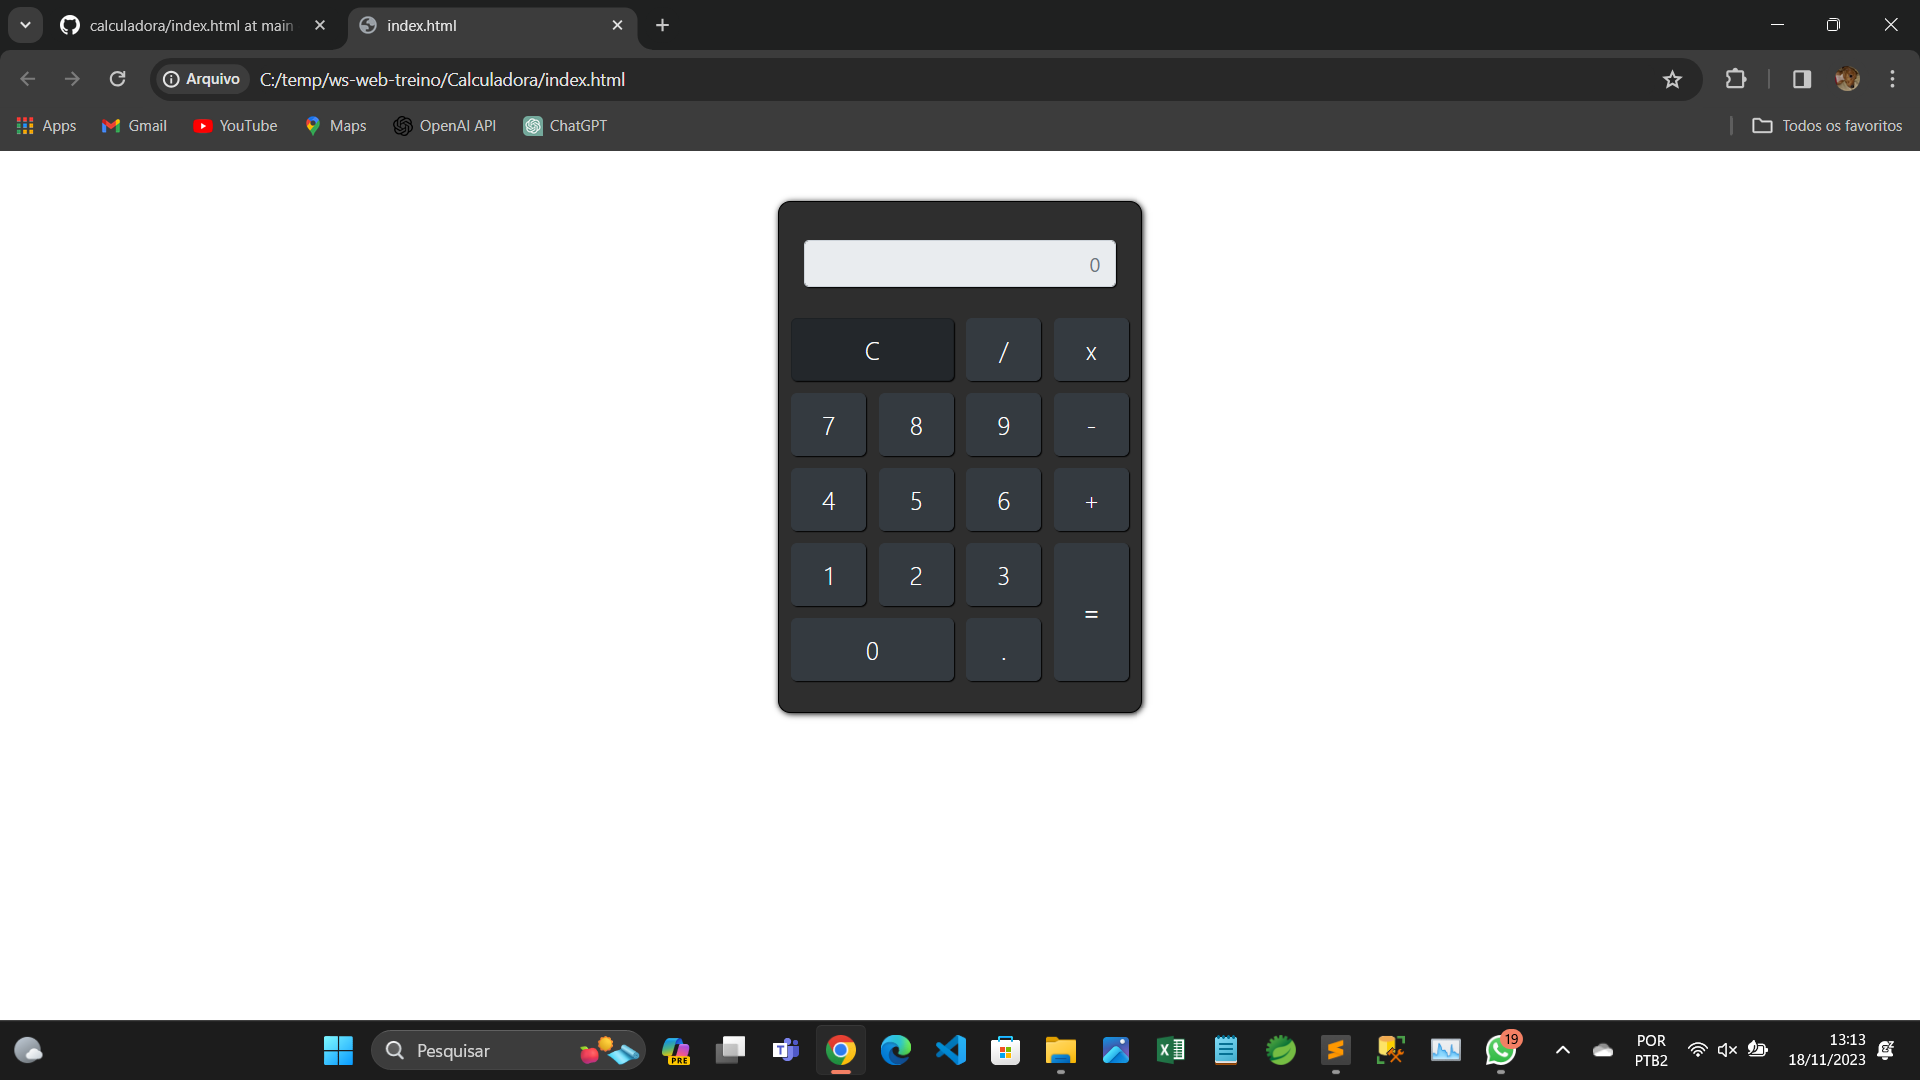 calculadora/index.html at main
index.html
Arquivo
C:/temp/ws-web-treino/Calculadora/index.html
Apps
Gmail
YouTube
Maps
OpenAI API
ChatGPT
Todos os favoritos
0
C / x
7 8 9 -
4 5 6 +
1 2 3
=
0 .
Pesquisar
PRE
19
POR
PTB2
13:13
18/11/2023